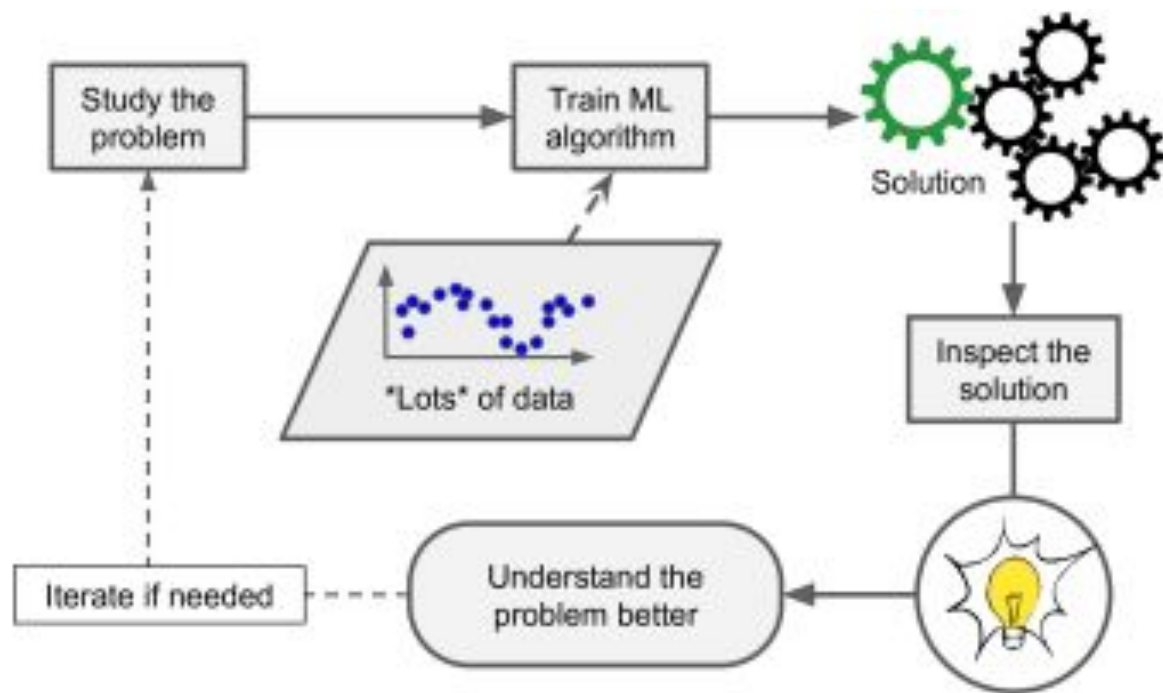 Study the
problem
Train ML
algorithm
Solution
*Lots* of data
Inspect the
solution
Understand the
problem better
Iterate if needed